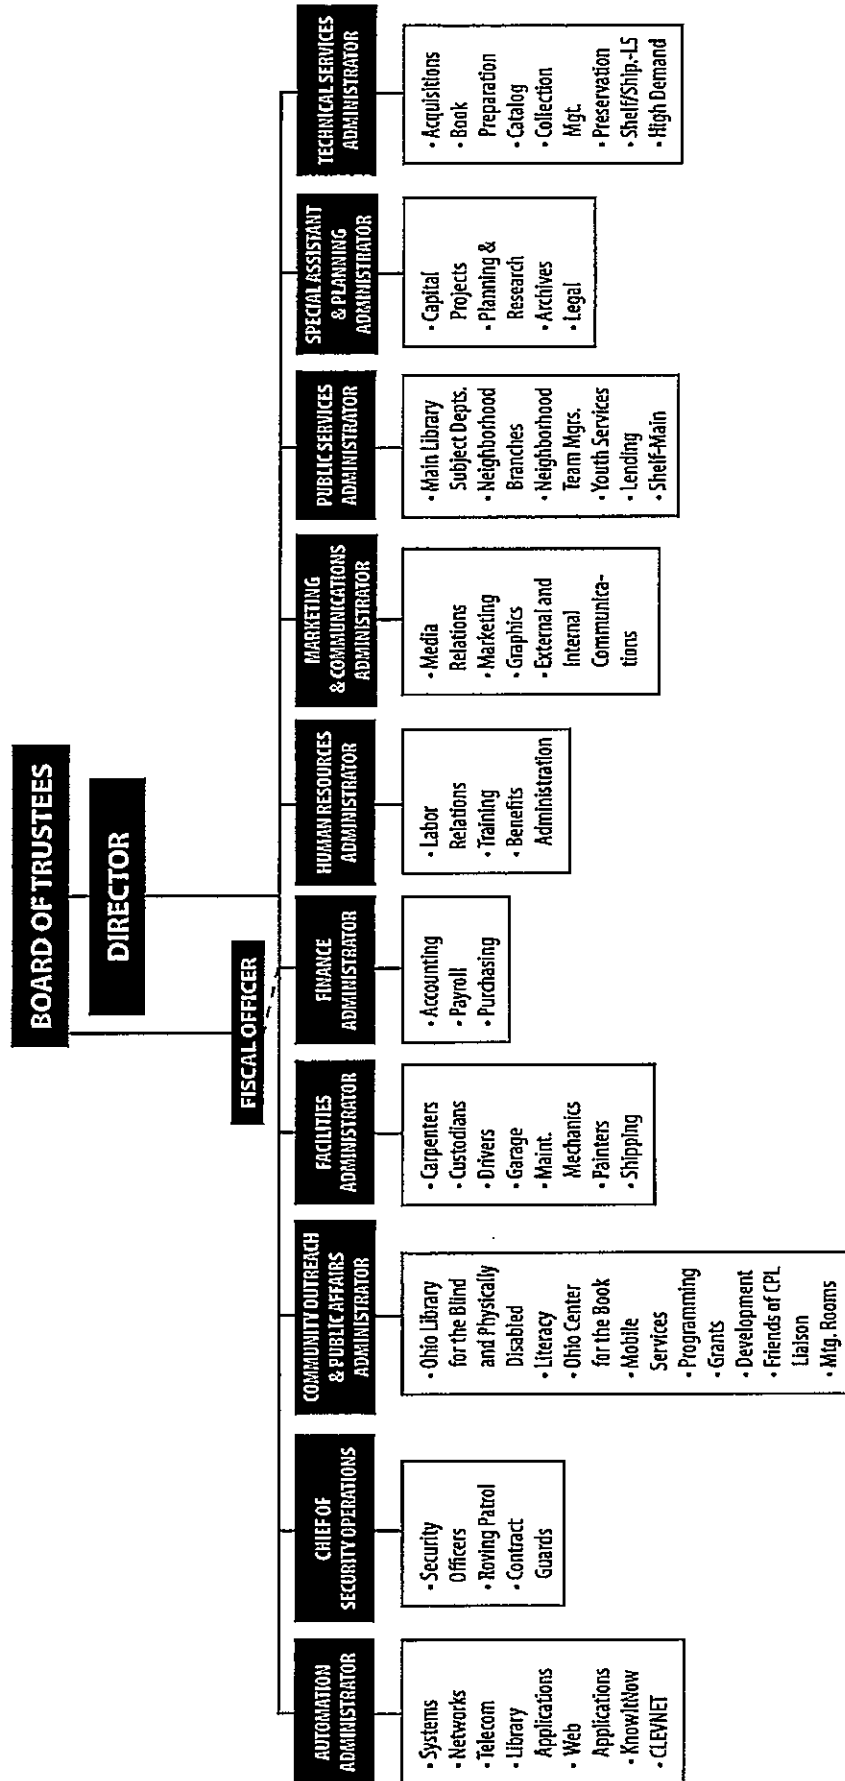 BOARD OF TRUSTEES
DIRECTOR
FISCAL OFFICER
AUTOMATION
ADMINISTRATOR
• Systems
• Networks
• Telecom
• Library
Applications
• Web
Applications
• KnowItNow
• CLEVNET
CHIEF OF
SECURITY OPERATIONS
• Security
Officers
• Roving Patrol
• Contract
Guards
COMMUNITY OUTREACH
& PUBLIC AFFAIRS
ADMINISTRATOR
• Ohio Library
for the Blind
and Physically
Disabled
• Literacy
• Ohio Center
for the Book
• Mobile
Services
• Programming
• Grants
• Development
• Friends of CPL
Liaison
• Mtg. Rooms
FACILITIES
ADMINISTRATOR
• Carpenters
• Custodians
• Drivers
• Garage
• Maint.
Mechanics
• Painters
• Shipping
FINANCE
ADMINISTRATOR
• Accounting
• Payroll
• Purchasing
HUMAN RESOURCES
ADMINISTRATOR
• Labor
Relations
• Training
• Benefits
Administration
MARKETING
& COMMUNICATIONS
ADMINISTRATOR
• Media
Relations
• Marketing
• Graphics
• External and
Internal
Communica-
tions
PUBLIC SERVICES
ADMINISTRATOR
• Main Library
Subject Depts.
• Neighborhood
Branches
• Neighborhood
Team Mgrs.
• Youth Services
• Lending
• Shelf-Main
SPECIAL ASSISTANT
& PLANNING
ADMINISTRATOR
• Capital
Projects
• Planning &
Research
• Archives
• Legal
TECHNICAL SERVICES
ADMINISTRATOR
• Acquisitions
• Book
Preparation
• Catalog
• Collection
Mgt.
• Preservation
• Shelf/Ship.-LS
• High Demand